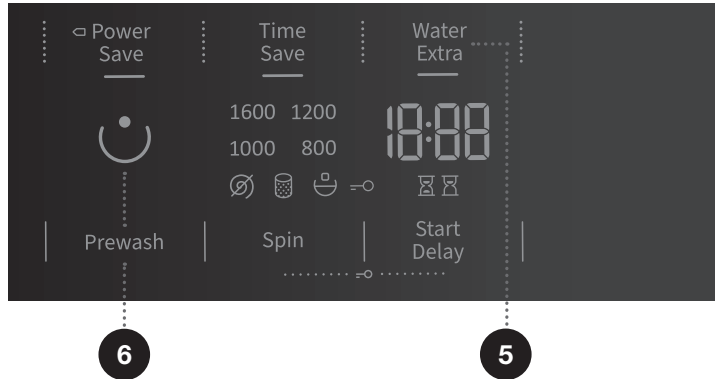 Power Save
Time Save
Water Extra
1600 1200
1000 800
18:88
Prewash
Spin
Start Delay
6
5